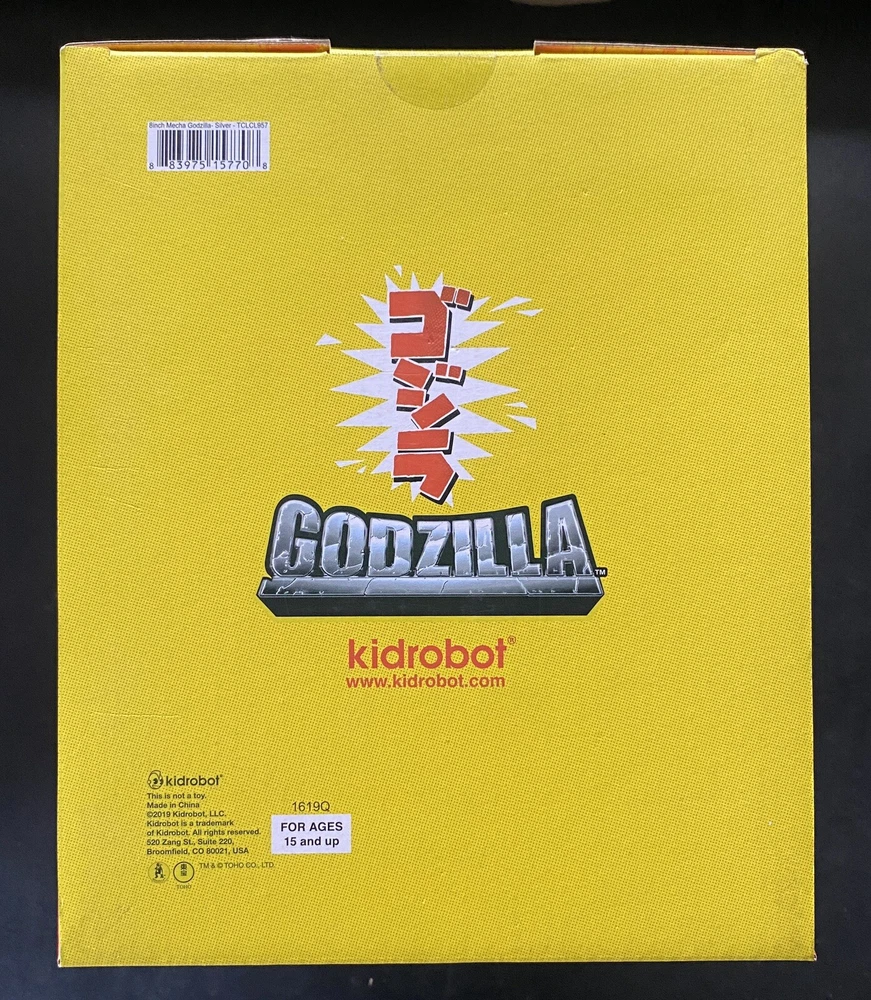 8inch Mecha Godzilla- Silver - TCLCL857
8 83975 15770 8
ゴジラ
GODZILLA™
kidrobot®
www.kidrobot.com
kidrobot®
This is not a toy.
Made in China
©2019 Kidrobot, LLC.
Kidrobot is a trademark
of Kidrobot. All rights reserved.
520 Zang St., Suite 220,
Broomfield, CO 80021, USA
1619Q
FOR AGES
15 and up
TM & © TOHO CO., LTD.
TOHO